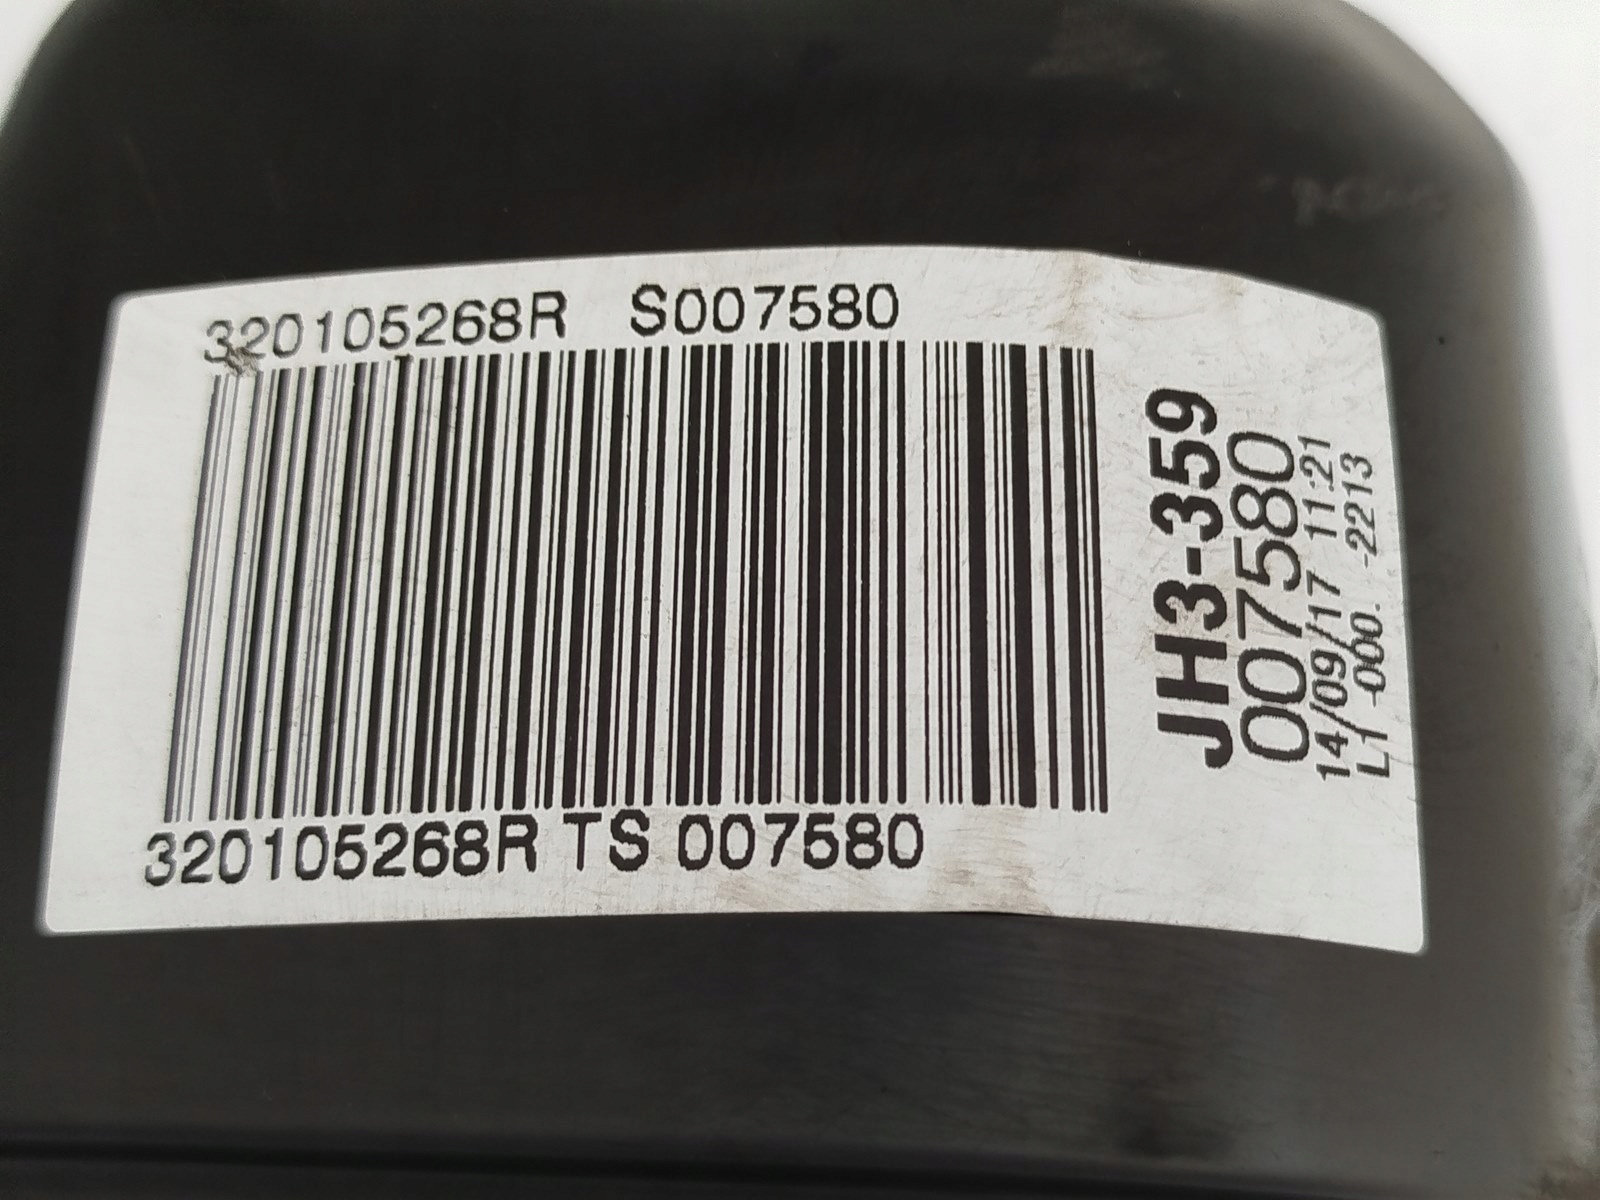 320105268R S007580
320105268R TS 007580
JH3-359
007580
14/09/17 11:21
L1 000. -2213